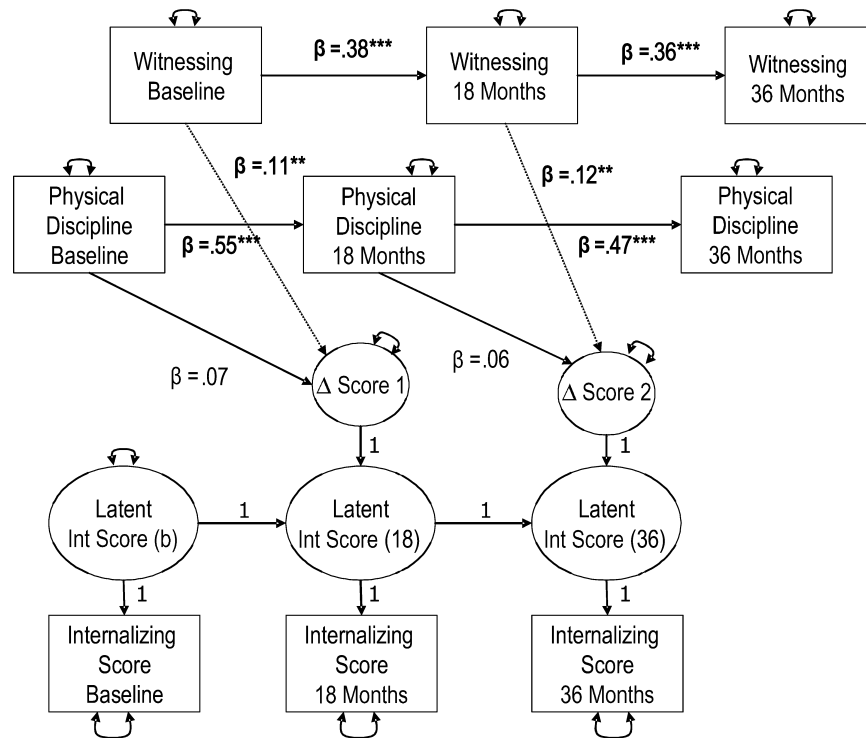 Witnessing
Baseline
β =.38***
Witnessing
18 Months
β =.36***
Witnessing
36 Months
β =.11**
β =.12**
Physical
Discipline
Baseline
β =.55***
Physical
Discipline
18 Months
β =.47***
Physical
Discipline
36 Months
β = .07
Δ Score 1
β =.06
Δ Score 2
1
1
Latent
Int Score (b)
1
Latent
Int Score (18)
1
Latent
Int Score (36)
1
1
1
Internalizing
Score
Baseline
Internalizing
Score
18 Months
Internalizing
Score
36 Months